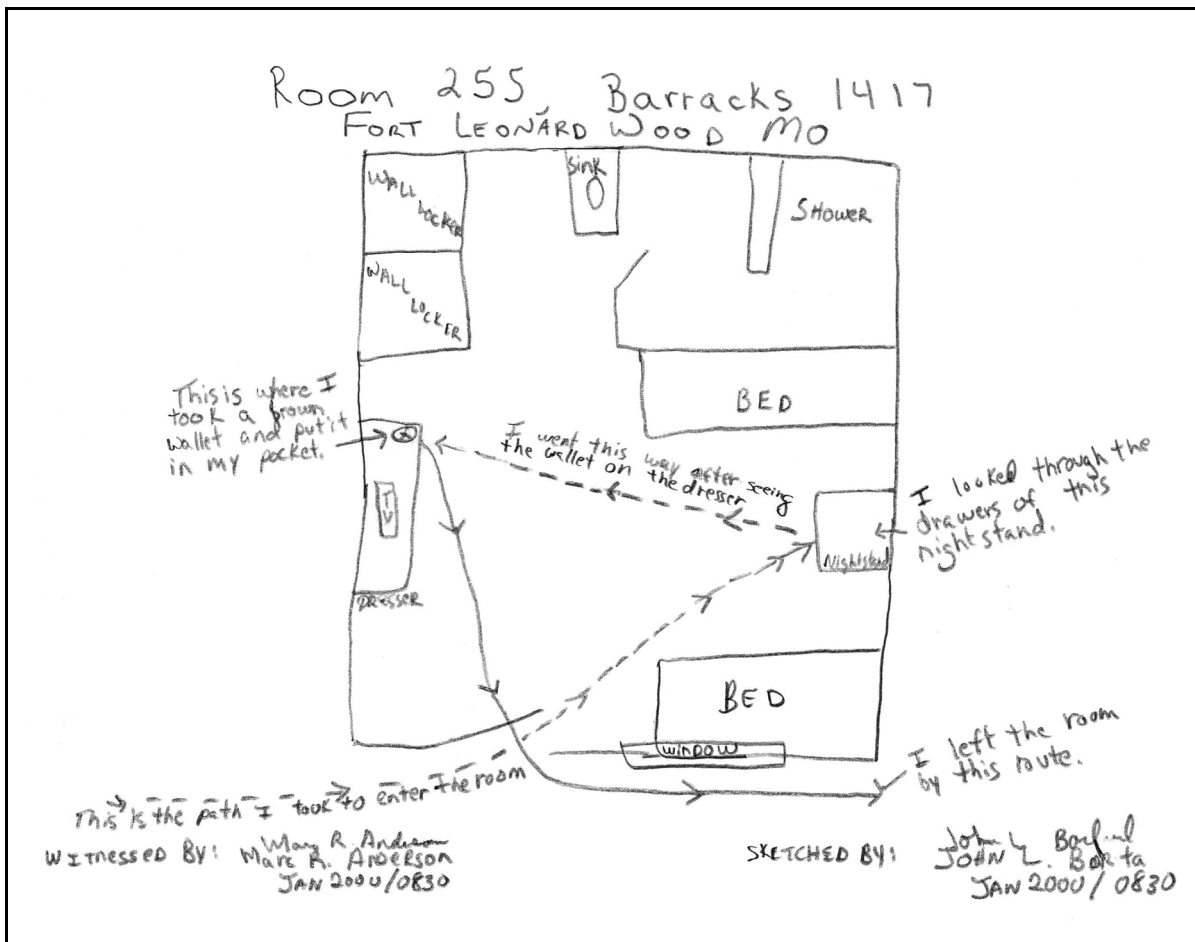 Room 255, Barracks 1417
FORT LEONARD WOOD MO
WALL LOCKER
Sink
SHOWER
WALL LOCKER
BED
This is where I
took a brown
wallet and put it
in my pocket.
I went this way after seeing
the wallet on the dresser
TV
DRESSER
I looked through the
drawers of this
nightstand.
Nightstand
BED
WINDOW
I left the room
by this route.
This is the path I took to enter the room
WITNESSED BY:
Marc R. Anderson
JAN 2000/0830
SKETCHED BY:
JOHN L.
JAN 2000/0830